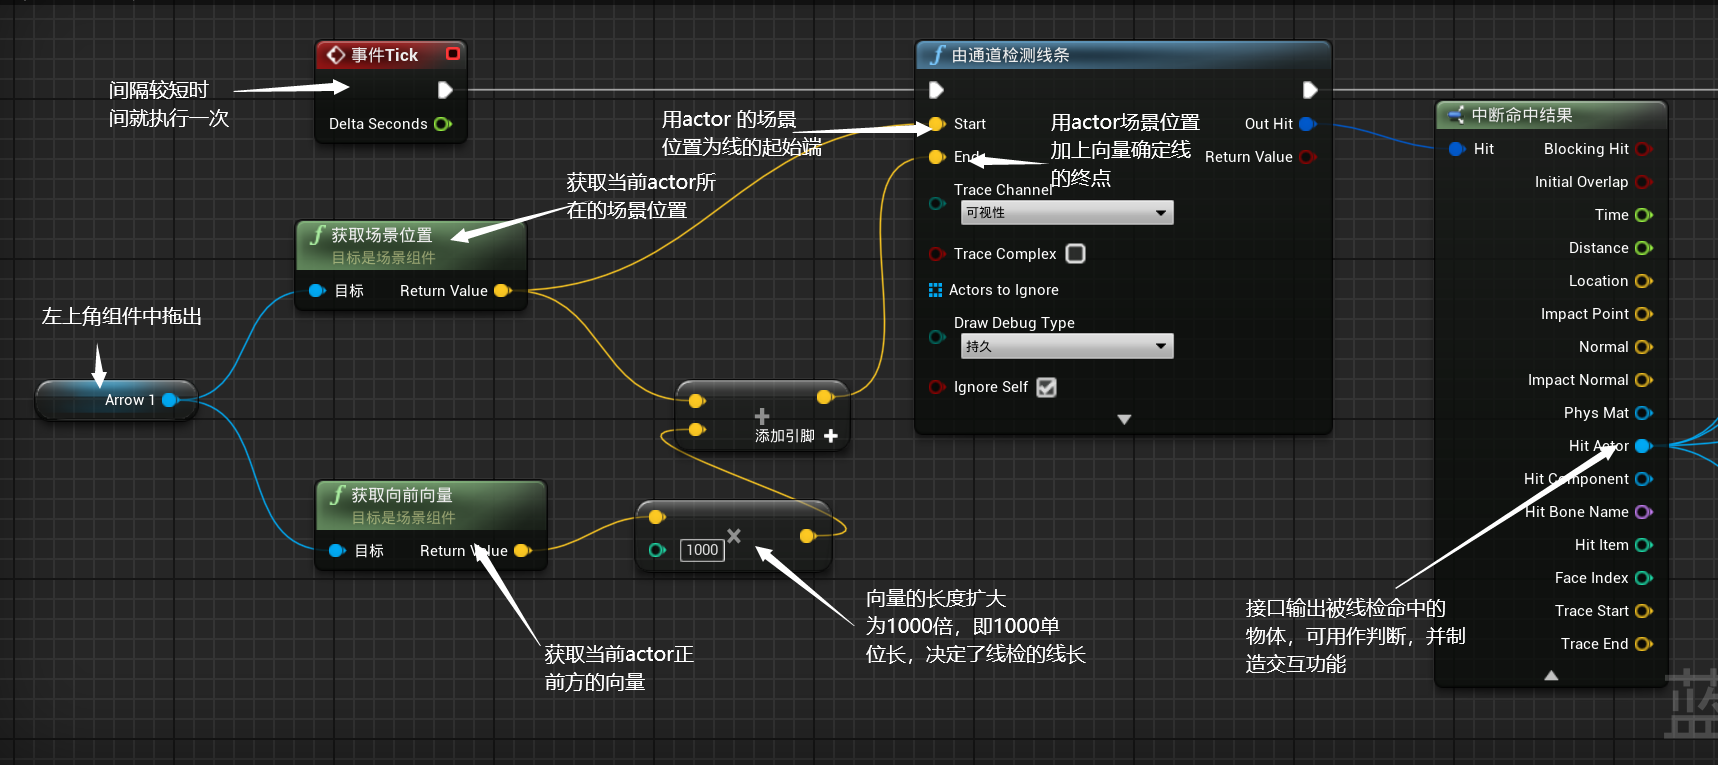 事件Tick
Delta Seconds
间隔较短时
间就执行一次
获取场景位置
目标是场景组件
目标
Return Value
获取当前actor所
在的场景位置
左上角组件中拖出
Arrow 1
获取向前向量
目标是场景组件
目标
Return Value
获取当前actor正
前方的向量
添加引脚
1000
向量的长度扩大
为1000倍，即1000单
位长，决定了线检的线长
由通道检测线条
用actor 的场景
位置为线的起始端
Start
End
用actor场景位置
加上向量确定线
的终点
Out Hit
Return Value
Trace Channel
可视性
Trace Complex
Actors to Ignore
Draw Debug Type
持久
Ignore Self
中断命中结果
Hit
Blocking Hit
Initial Overlap
Time
Distance
Location
Impact Point
Normal
Impact Normal
Phys Mat
Hit Actor
Hit Component
Hit Bone Name
Hit Item
Face Index
Trace Start
Trace End
接口输出被线检命中的
物体，可用作判断，并制
造交互功能
蓝